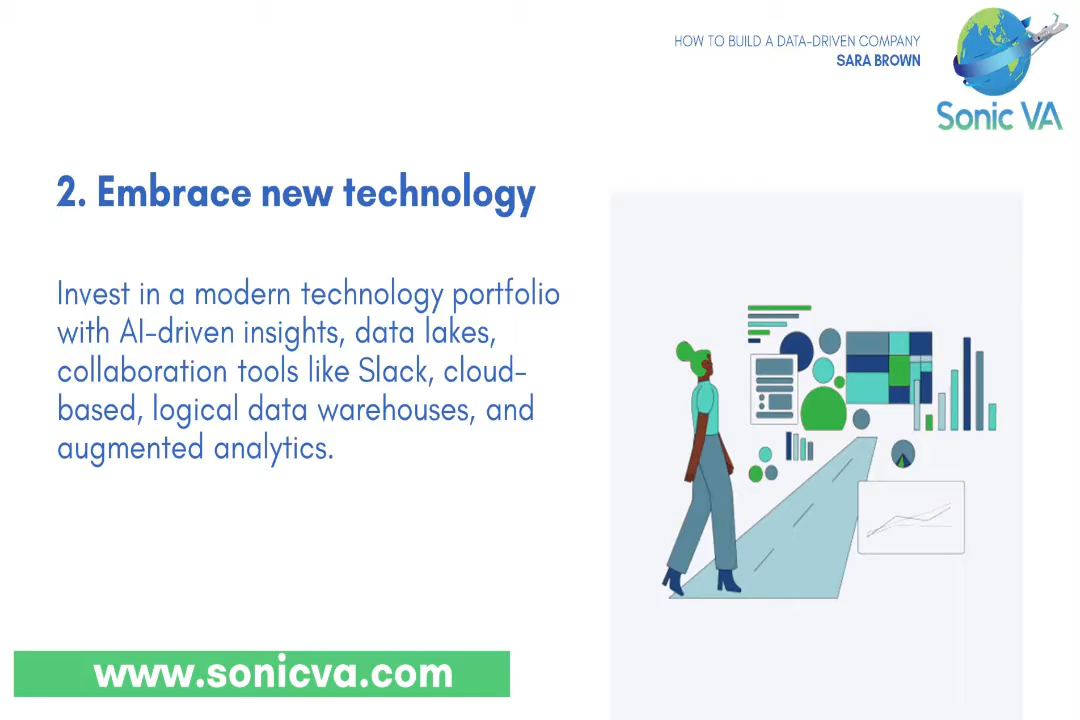 HOW TO BUILD A DATA-DRIVEN COMPANY
SARA BROWN
Sonic VA
2. Embrace new technology
Invest in a modern technology portfolio
with AI-driven insights, data lakes,
collaboration tools like Slack, cloud-
based, logical data warehouses, and
augmented analytics.
www.sonicva.com